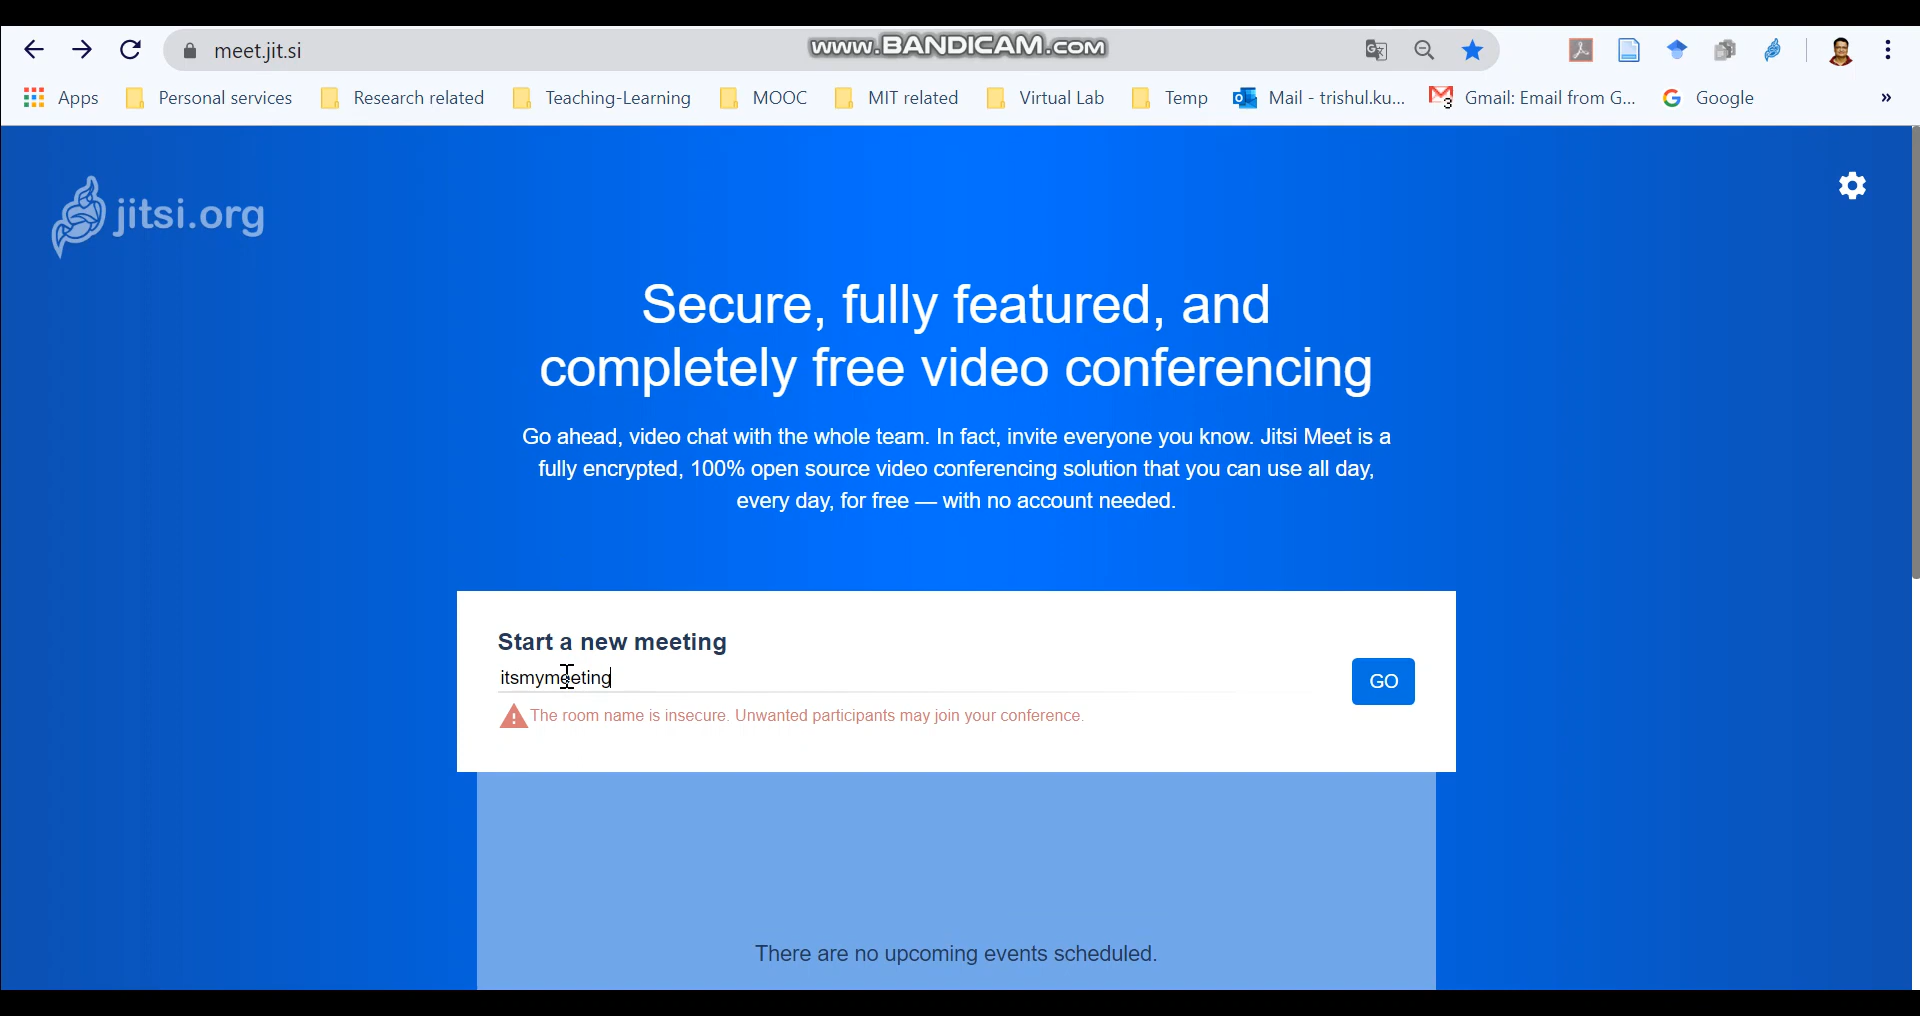 meet.jit.si
www.BANDICAM.com
Apps Personal services Research related Teaching-Learning MOOC MIT related Virtual Lab Temp Mail - trishul.ku... Gmail: Email from G... Google »
jitsi.org
Secure, fully featured, and
completely free video conferencing
Go ahead, video chat with the whole team. In fact, invite everyone you know. Jitsi Meet is a
fully encrypted, 100% open source video conferencing solution that you can use all day,
every day, for free — with no account needed.
Start a new meeting
itsmymeeting
GO
The room name is insecure. Unwanted participants may join your conference.
There are no upcoming events scheduled.